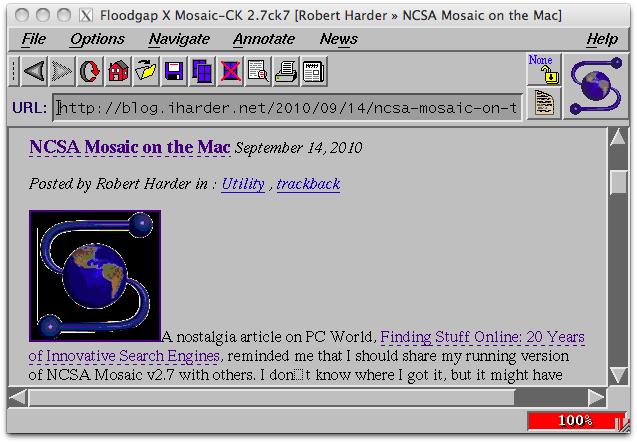 Floodgap X Mosaic-CK 2.7ck7 [Robert Harder » NCSA Mosaic on the Mac]
File Options Navigate Annotate News Help
None
URL: http://blog.iharder.net/2010/09/14/ncsa-mosaic-on-t
NCSA Mosaic on the Mac September 14, 2010
Posted by Robert Harder in : Utility , trackback
A nostalgia article on PC World, Finding Stuff Online: 20 Years
of Innovative Search Engines, reminded me that I should share my running version
of NCSA Mosaic v2.7 with others. I don□t know where I got it, but it might have
100%